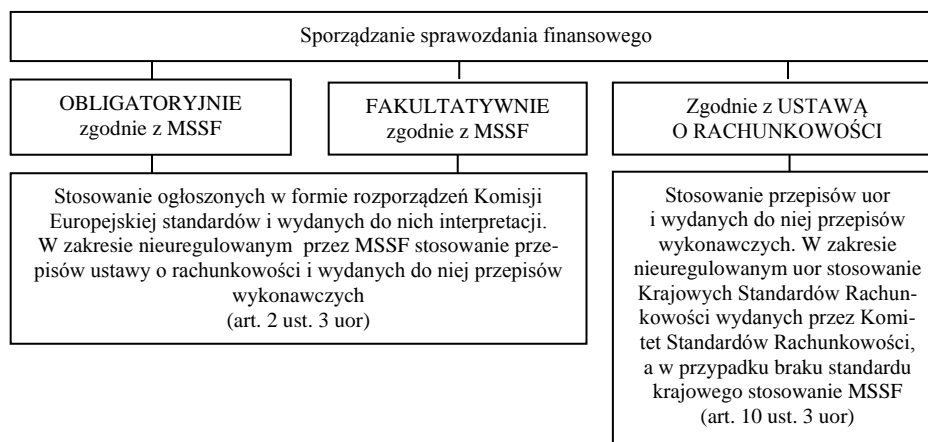 Sporządzanie sprawozdania finansowego
OBLIGATORYJNIE
zgodnie z MSSF
FAKULTATYWNIE
zgodnie z MSSF
Zgodnie z USTAWĄ
O RACHUNKOWOŚCI
Stosowanie ogłoszonych w formie rozporządzeń Komisji
Europejskiej standardów i wydanych do nich interpretacji.
W zakresie nieuregulowanym przez MSSF stosowanie prze-
pisów ustawy o rachunkowości i wydanych do niej przepisów
wykonawczych
(art. 2 ust. 3 uor)
Stosowanie przepisów uor
i wydanych do niej przepisów
wykonawczych. W zakresie
nieuregulowanym uor stosowanie
Krajowych Standardów Rachun-
kowości wydanych przez Komi-
tet Standardów Rachunkowości,
a w przypadku braku standardu
krajowego stosowanie MSSF
(art. 10 ust. 3 uor)